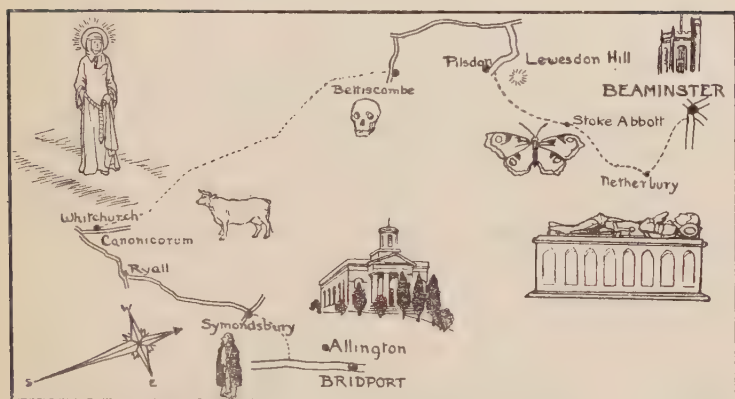 Pilsdon
Lewesdon Hill
Bettiscombe
BEAMINSTER
Stoke Abbott
Netherbury
Whitchurch
Canonicorum
Ryall
Symondsbury
Allington
BRIDPORT
W
S
E